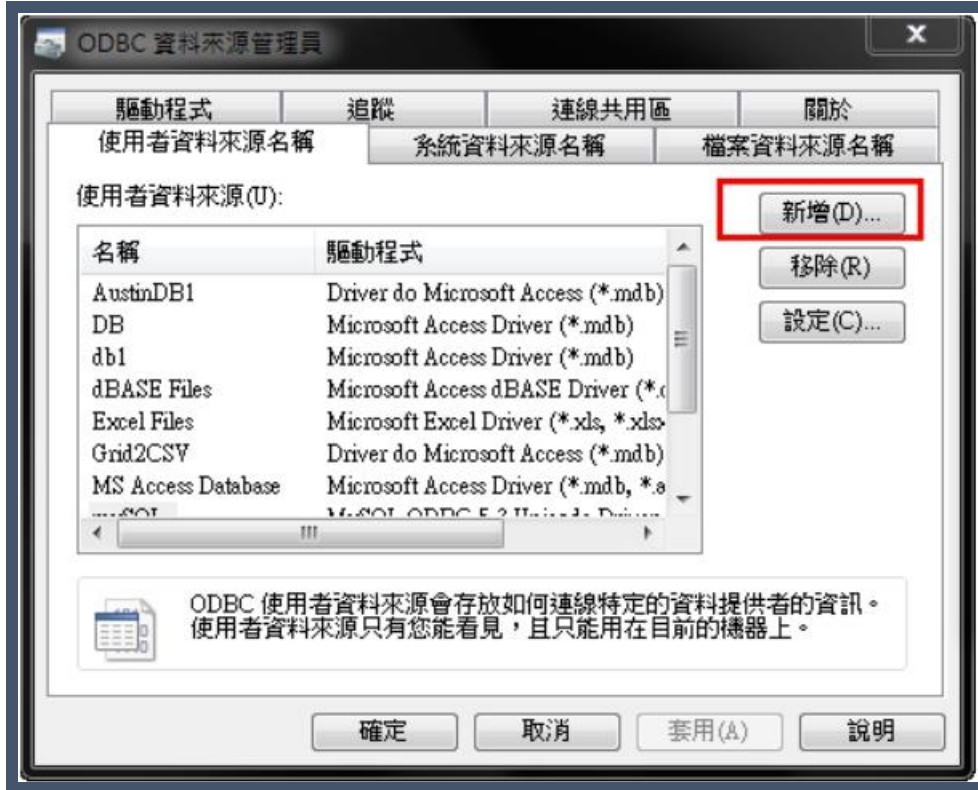 ODBC 資料來源管理員
驅動程式 追蹤 連線共用區 關於
使用者資料來源名稱 系統資料來源名稱 檔案資料來源名稱
使用者資料來源(U):
新增(D)...
移除(R)
設定(C)...
名稱 驅動程式
AustinDB1 Driver do Microsoft Access (*.mdb)
DB Microsoft Access Driver (*.mdb)
db1 Microsoft Access Driver (*.mdb)
dBASE Files Microsoft Access dBASE Driver (*.
Excel Files Microsoft Excel Driver (*.xls, *.xls
Grid2CSV Driver do Microsoft Access (*.mdb)
MS Access Database Microsoft Access Driver (*.mdb, *.a
ODBC 使用者資料來源會存放如何連線特定的資料提供者的資訊。
使用者資料來源只有您能看見，且只能用在目前的機器上。
確定 取消 套用(A) 說明